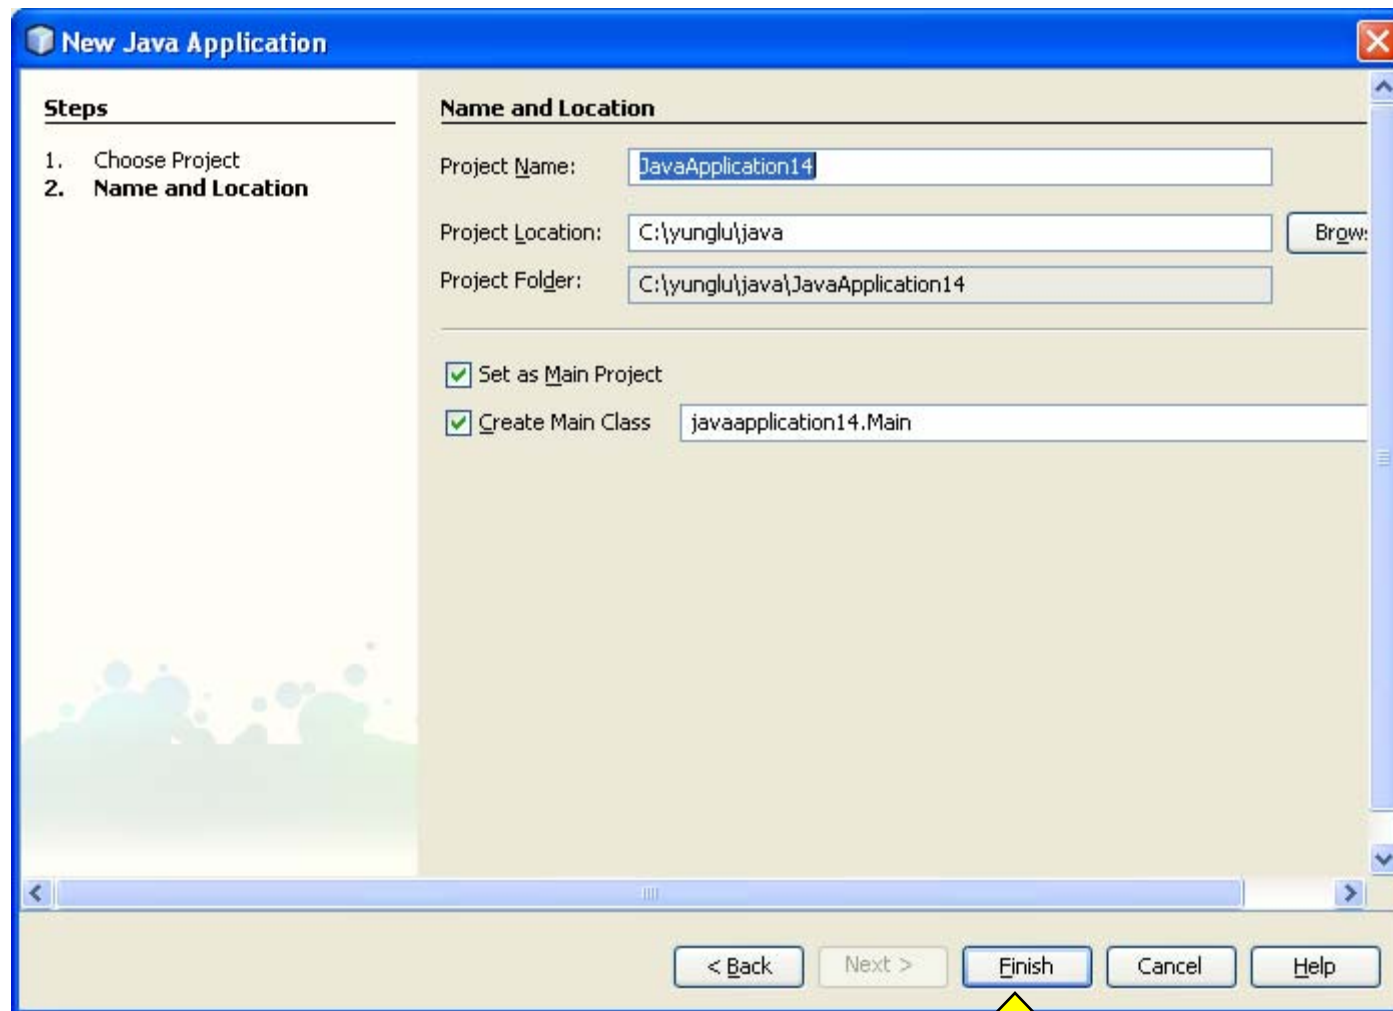 New Java Application
Steps
1. Choose Project
2. Name and Location
Name and Location
Project Name: JavaApplication14
Project Location: C:\yunglu\java
Project Folder: C:\yunglu\java\JavaApplication14
Set as Main Project
Create Main Class javaapplication14.Main
< Back Next > Finish Cancel Help